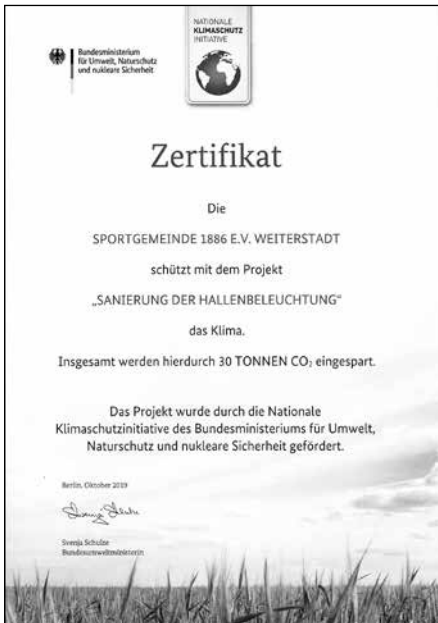 Bundesministerium
für Umwelt, Naturschutz
und nukleare Sicherheit
NATIONALE
KLIMASCHUTZ
INITIATIVE
Zertifikat
Die
SPORTGEMEINDE 1886 E.V. WEITERSTADT
schützt mit dem Projekt
„SANIERUNG DER HALLENBELEUCHTUNG“
das Klima.
Insgesamt werden hierdurch 30 TONNEN CO₂ eingespart.
Das Projekt wurde durch die Nationale
Klimaschutzinitiative des Bundesministeriums für Umwelt,
Naturschutz und nukleare Sicherheit gefördert.
Berlin, Oktober 2019
Svenja Schulze
Svenja Schulze
Bundesumweltministerin